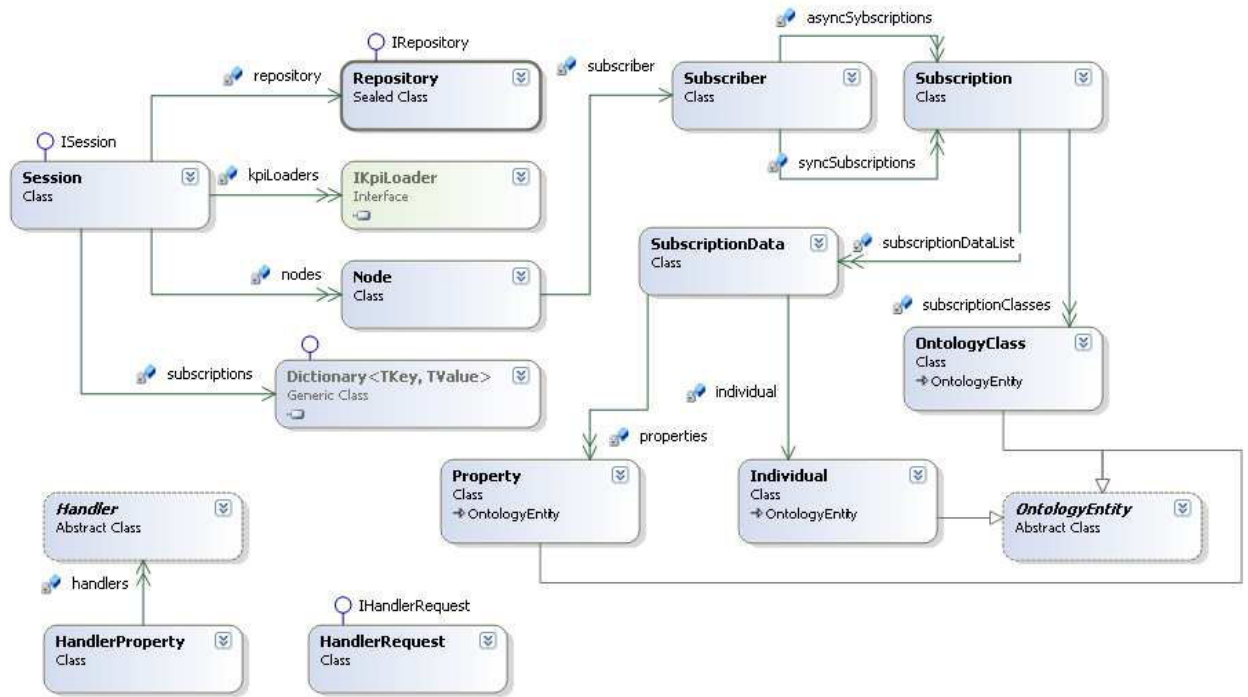 asyncSybscriptions
IRepository
repository
Repository
Sealed Class
subscriber
Subscriber
Class
Subscription
Class
ISession
Session
Class
kpiLoaders
IKpiLoader
Interface
syncSubscriptions
SubscriptionData
Class
subscriptionDataList
nodes
Node
Class
subscriptionClasses
OntologyClass
Class
OntologyEntity
subscriptions
Dictionary<TKey, TValue>
Generic Class
individual
properties
Property
Class
OntologyEntity
Individual
Class
OntologyEntity
OntologyEntity
Abstract Class
Handler
Abstract Class
handlers
HandlerProperty
Class
IHandlerRequest
HandlerRequest
Class